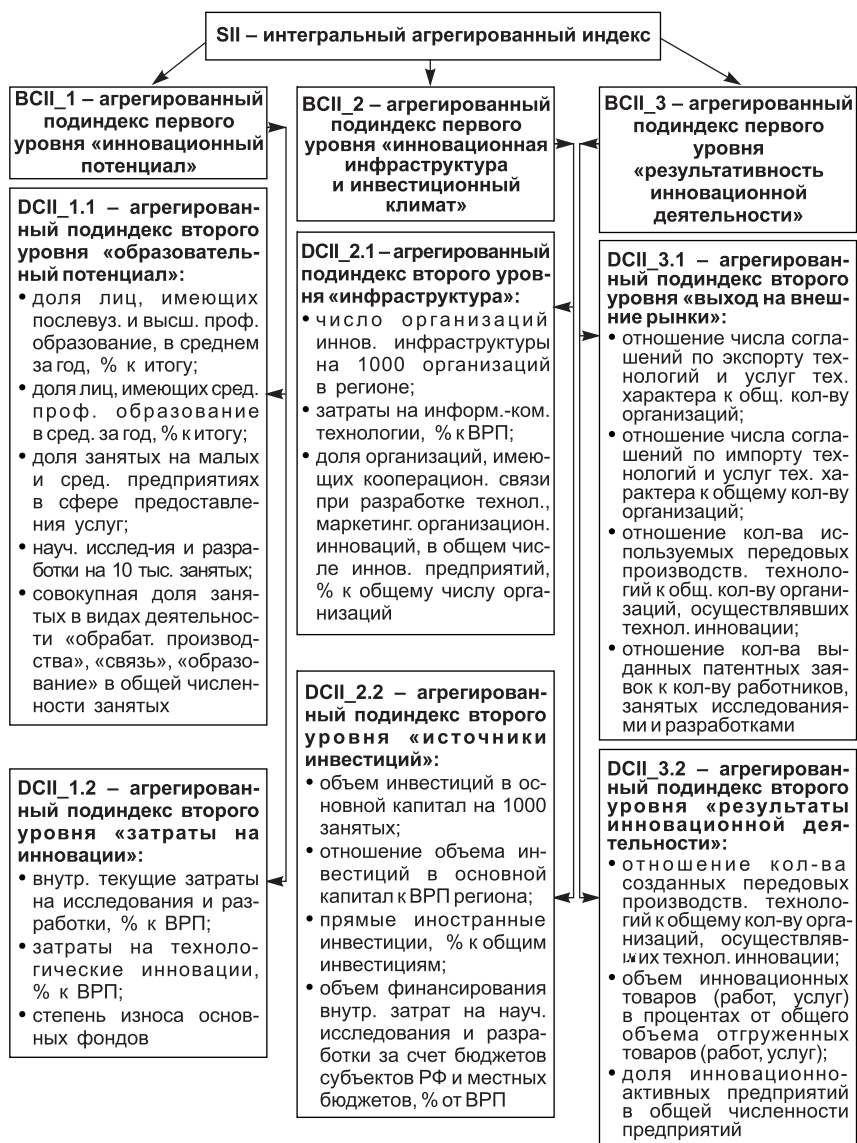 SII – интегральный агрегированный индекс
BCII_1 – агрегированный
подиндекс первого
уровня «инновационный
потенциал»
DCII_1.1 – агрегирован-
ный подиндекс второго
уровня «образователь-
ный потенциал»:
• доля лиц, имеющих
послевуз. и высш. проф.
образование, в среднем
за год, % к итогу;
• доля лиц, имеющих сред.
проф. образование
в сред. за год, % к итогу;
• доля занятых на малых
и сред. предприятиях
в сфере предоставле-
ния услуг;
• науч. исслед-ия и разра-
ботки на 10 тыс. занятых;
• совокупная доля заня-
тых в видах деятельнос-
ти «обрабат. производ-
ства», «связь», «образо-
вание» в общей числен-
ности занятых
DCII_1.2 – агрегирован-
ный подиндекс второго
уровня «затраты на
инновации»:
• внутр. текущие затраты
на исследования и раз-
работки, % к ВРП;
• затраты на техноло-
гические инновации,
% к ВРП;
• степень износа основ-
ных фондов
BCII_2 – агрегированный
подиндекс первого
уровня «инновационная
инфраструктура
и инвестиционный
климат»
DCII_2.1 – агрегированный
подиндекс второго уров-
ня «инфраструктура»:
• число организаций
иннов. инфраструктуры
на 1000 организаций
в регионе;
• затраты на информ.-ком.
технологии, % к ВРП;
• доля организаций, имею-
щих кооперацион. связи
при разработке технол.,
маркетинг. организацион.
инноваций, в общем чис-
ле иннов. предприятий,
% к общему числу орга-
низаций
DCII_2.2 – агрегирован-
ный подиндекс второго
уровня «источники
инвестиций»:
• объем инвестиций в ос-
новной капитал на 1000
занятых;
• отношение объема ин-
вестиций в основной
капитал к ВРП региона;
• прямые иностранные
инвестиции, % к общим
инвестициям;
• объем финансирования
внутр. затрат на науч.
исследования и разра-
ботки за счет бюджетов
субъектов РФ и местных
бюджетов, % от ВРП
BCII_3 – агрегированный
подиндекс первого
уровня
«результативность
инновационной
деятельности»
DCII_3.1 – агрегирован-
ный подиндекс второго
уровня «выход на внеш-
ние рынки»:
• отношение числа согла-
шений по экспорту тех-
нологий и услуг тех.
характера к общ. кол-ву
организаций;
• отношение числа согла-
шений по импорту тех-
нологий и услуг тех. ха-
рактера к общему кол-ву
организаций;
• отношение кол-ва ис-
пользуемых передовых
производств. техноло-
гий к общ. кол-ву органи-
заций, осуществлявших
технол. инновации;
• отношение кол-ва вы-
данных патентных зая-
вок к кол-ву работников,
занятых исследования-
ми и разработками
DCII_3.2 – агрегирован-
ный подиндекс второго
уровня «результаты
инновационной дея-
тельности»:
• отношение кол-ва
созданных передовых
производств. техноло-
гий к общему кол-ву орга-
низаций, осуществляв-
ших технол. инновации;
• объем инновационных
товаров (работ, услуг)
в процентах от общего
объема отгруженных
товаров (работ, услуг);
• доля инновационно-
активных предприятий
в общей численности
предприятий